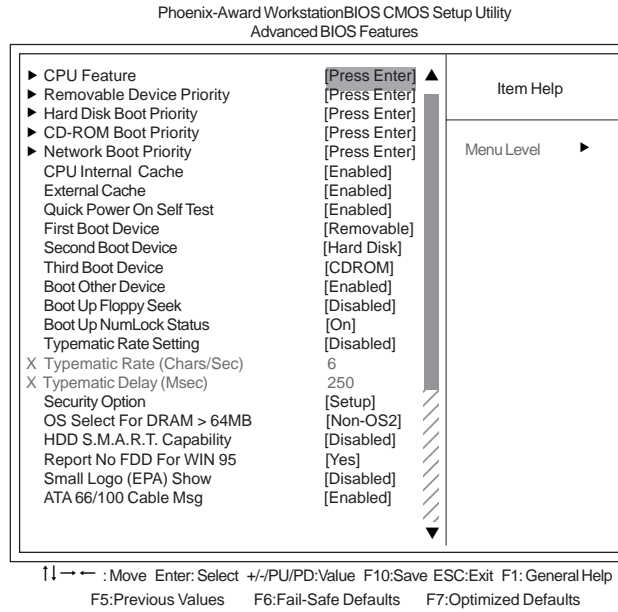 Phoenix-Award WorkstationBIOS CMOS Setup Utility
Advanced BIOS Features
► CPU Feature [Press Enter] ▲
► Removable Device Priority [Press Enter]
► Hard Disk Boot Priority [Press Enter]
► CD-ROM Boot Priority [Press Enter]
► Network Boot Priority [Press Enter]
CPU Internal Cache [Enabled]
External Cache [Enabled]
Quick Power On Self Test [Enabled]
First Boot Device [Removable]
Second Boot Device [Hard Disk]
Third Boot Device [CDROM]
Boot Other Device [Enabled]
Boot Up Floppy Seek [Disabled]
Boot Up NumLock Status [On]
Typematic Rate Setting [Disabled]
X Typematic Rate (Chars/Sec) 6
X Typematic Delay (Msec) 250
Security Option [Setup]
OS Select For DRAM > 64MB [Non-OS2]
HDD S.M.A.R.T. Capability [Disabled]
Report No FDD For WIN 95 [Yes]
Small Logo (EPA) Show [Disabled]
ATA 66/100 Cable Msg [Enabled]
▼
Item Help
Menu Level ►
↑↓→← : Move Enter: Select +/-/PU/PD:Value F10:Save ESC:Exit F1: General Help
F5:Previous Values F6:Fail-Safe Defaults F7:Optimized Defaults